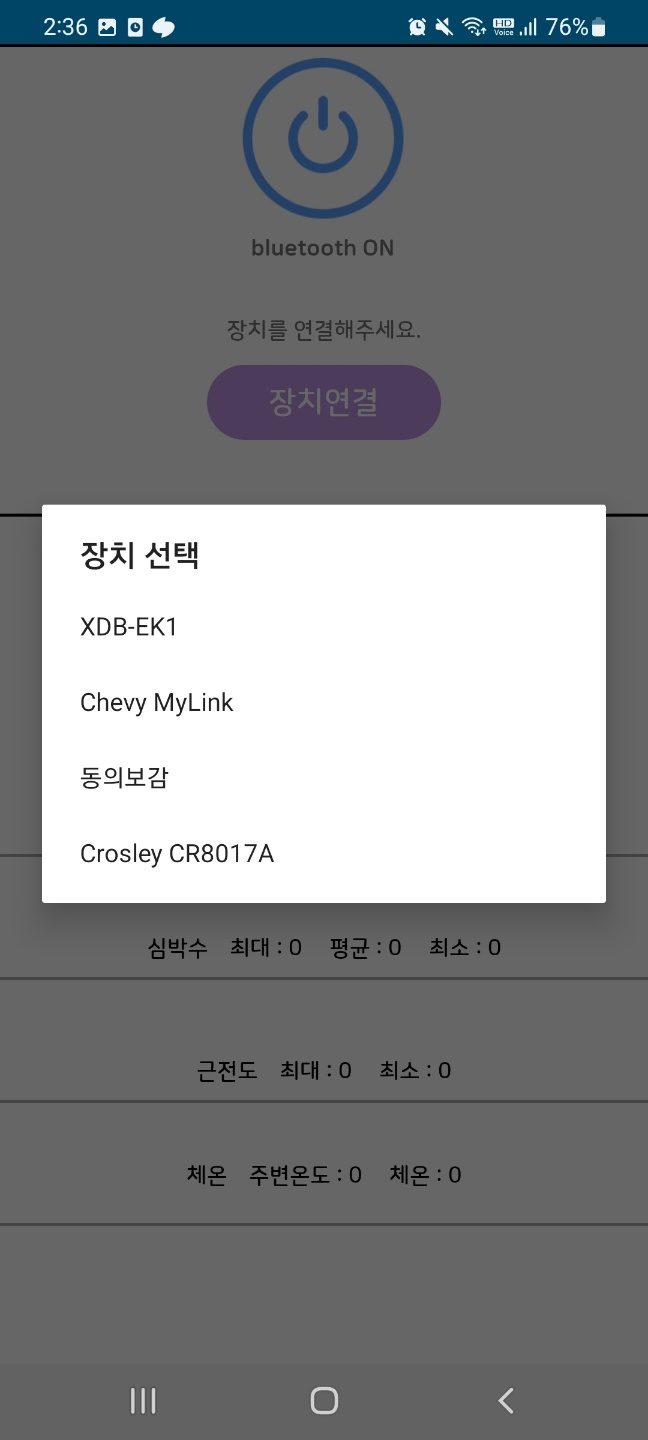 2:36 HD Voice 76%
bluetooth ON
장치를 연결해주세요.
장치연결
장치 선택
XDB-EK1
Chevy MyLink
동의보감
Crosley CR8017A
심박수 최대 : 0 평균 : 0 최소 : 0
근전도 최대 : 0 최소 : 0
체온 주변온도 : 0 체온 : 0